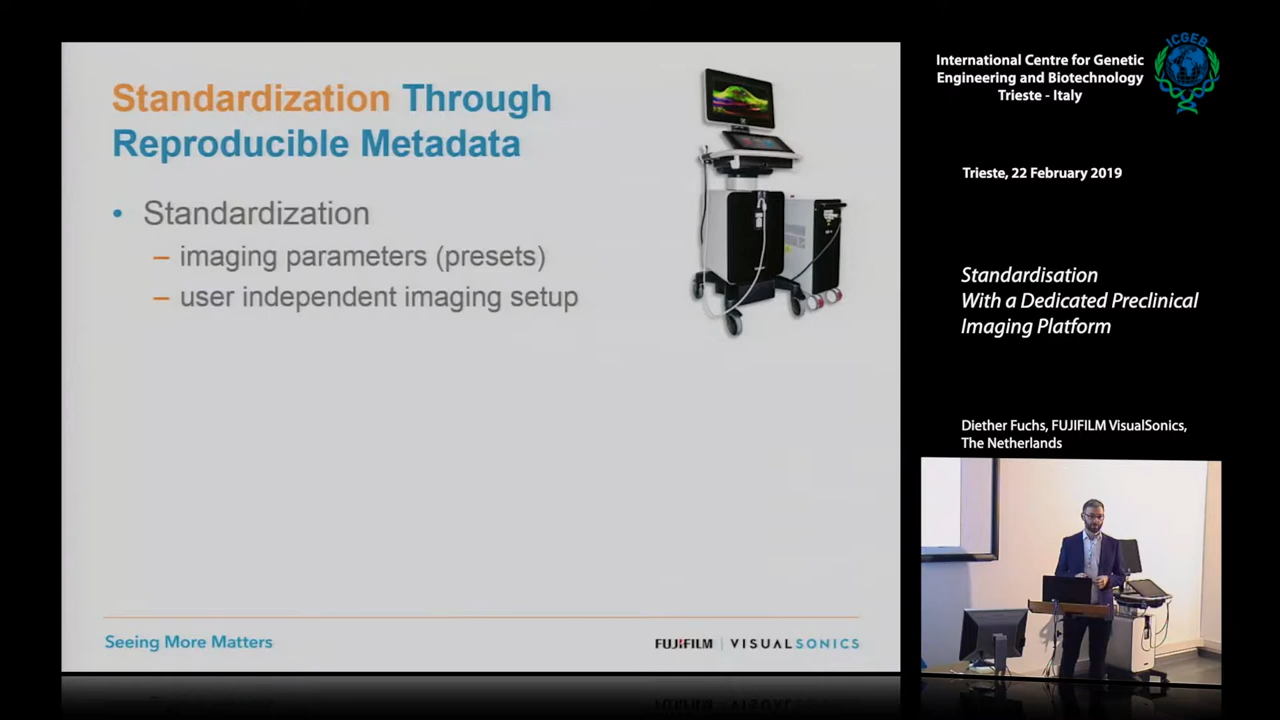 Standardization Through
Reproducible Metadata
• Standardization
– imaging parameters (presets)
– user independent imaging setup
Seeing More Matters
FUJIFILM | VISUALSONICS
ICGEB
International Centre for Genetic
Engineering and Biotechnology
Trieste - Italy
Trieste, 22 February 2019
Standardisation
With a Dedicated Preclinical
Imaging Platform
Diether Fuchs, FUJIFILM VisualSonics,
The Netherlands